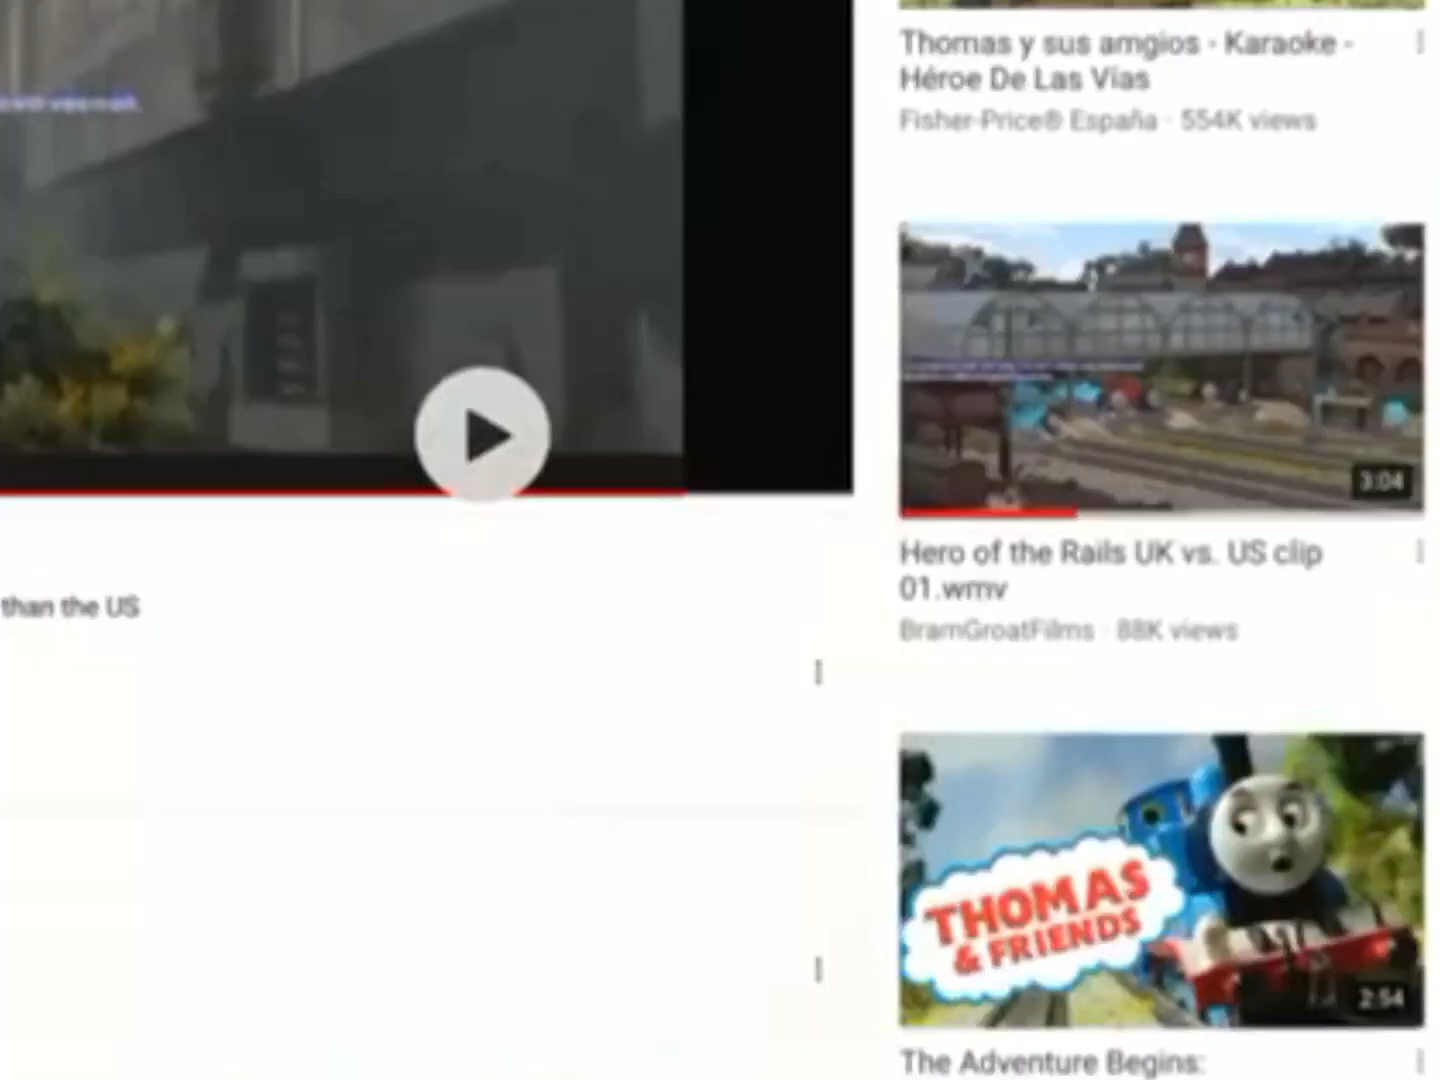 Thomas y sus amgios - Karaoke -
Héroe De Las Vías
Fisher-Price® España · 554K views
3:04
Hero of the Rails UK vs. US clip
01.wmv
BramGroatFilms · 88K views
than the US
THOMAS
& FRIENDS
2:54
The Adventure Begins: